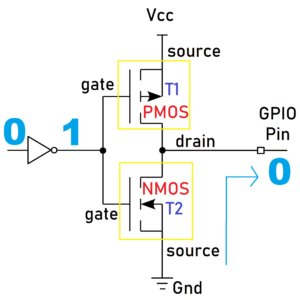 Vcc
source
gate
T1
PMOS
GPIO
Pin
0
1
drain
0
NMOS
gate
T2
source
Gnd